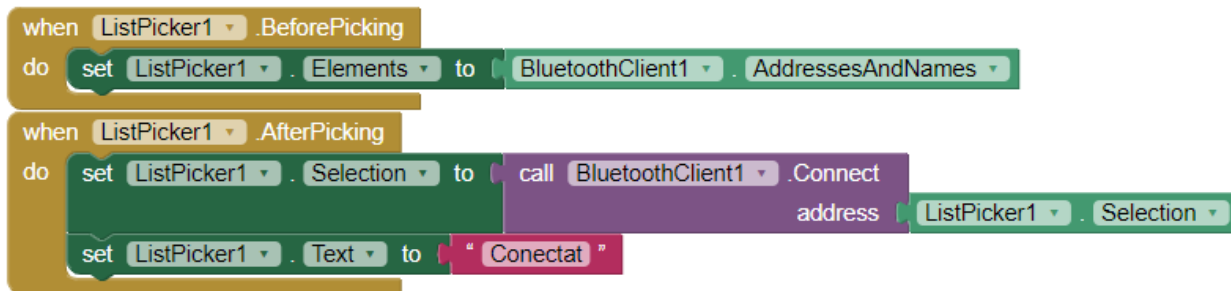 when ListPicker1 .BeforePicking
do set ListPicker1 . Elements to BluetoothClient1 . AddressesAndNames
when ListPicker1 .AfterPicking
do set ListPicker1 . Selection to call BluetoothClient1 .Connect
address ListPicker1 . Selection
set ListPicker1 . Text to “ Conectat ”